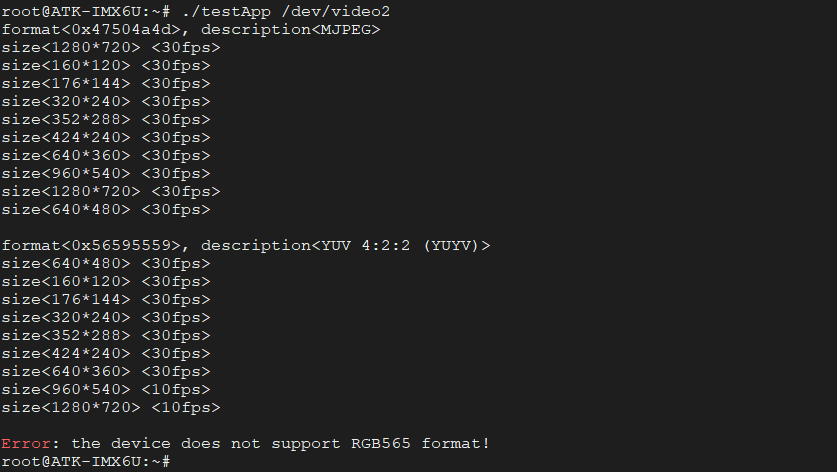 root@ATK-IMX6U:~# ./testApp /dev/video2
format<0x47504a4d>, description<MJPEG>
size<1280*720> <30fps>
size<160*120> <30fps>
size<176*144> <30fps>
size<320*240> <30fps>
size<352*288> <30fps>
size<424*240> <30fps>
size<640*360> <30fps>
size<960*540> <30fps>
size<1280*720> <30fps>
size<640*480> <30fps>
format<0x56595559>, description<YUV 4:2:2 (YUYV)>
size<640*480> <30fps>
size<160*120> <30fps>
size<176*144> <30fps>
size<320*240> <30fps>
size<352*288> <30fps>
size<424*240> <30fps>
size<640*360> <30fps>
size<960*540> <10fps>
size<1280*720> <10fps>
Error: the device does not support RGB565 format!
root@ATK-IMX6U:~#